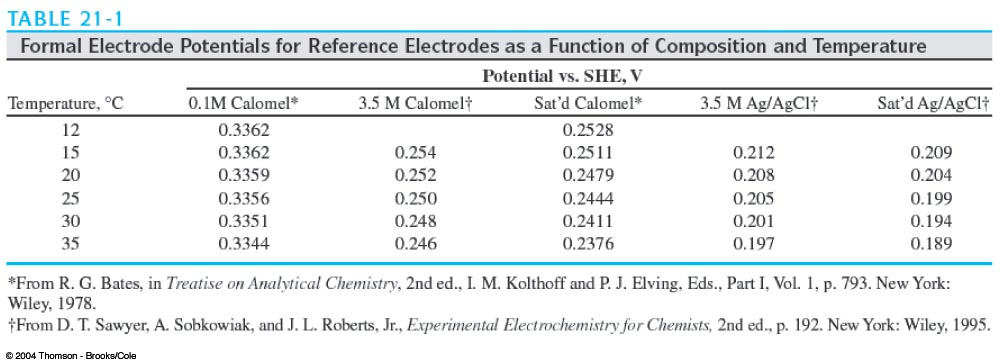 TABLE 21-1
Formal Electrode Potentials for Reference Electrodes as a Function of Composition and Temperature
Potential vs. SHE, V
Temperature, °C 0.1M Calomel* 3.5 M Calomel† Sat'd Calomel* 3.5 M Ag/AgCl† Sat'd Ag/AgCl†
12 0.3362 0.2528
15 0.3362 0.254 0.2511 0.212 0.209
20 0.3359 0.252 0.2479 0.208 0.204
25 0.3356 0.250 0.2444 0.205 0.199
30 0.3351 0.248 0.2411 0.201 0.194
35 0.3344 0.246 0.2376 0.197 0.189
*From R. G. Bates, in Treatise on Analytical Chemistry, 2nd ed., I. M. Kolthoff and P. J. Elving, Eds., Part I, Vol. 1, p. 793. New York:
Wiley, 1978.
†From D. T. Sawyer, A. Sobkowiak, and J. L. Roberts, Jr., Experimental Electrochemistry for Chemists, 2nd ed., p. 192. New York: Wiley, 1995.
© 2004 Thomson - Brooks/Cole